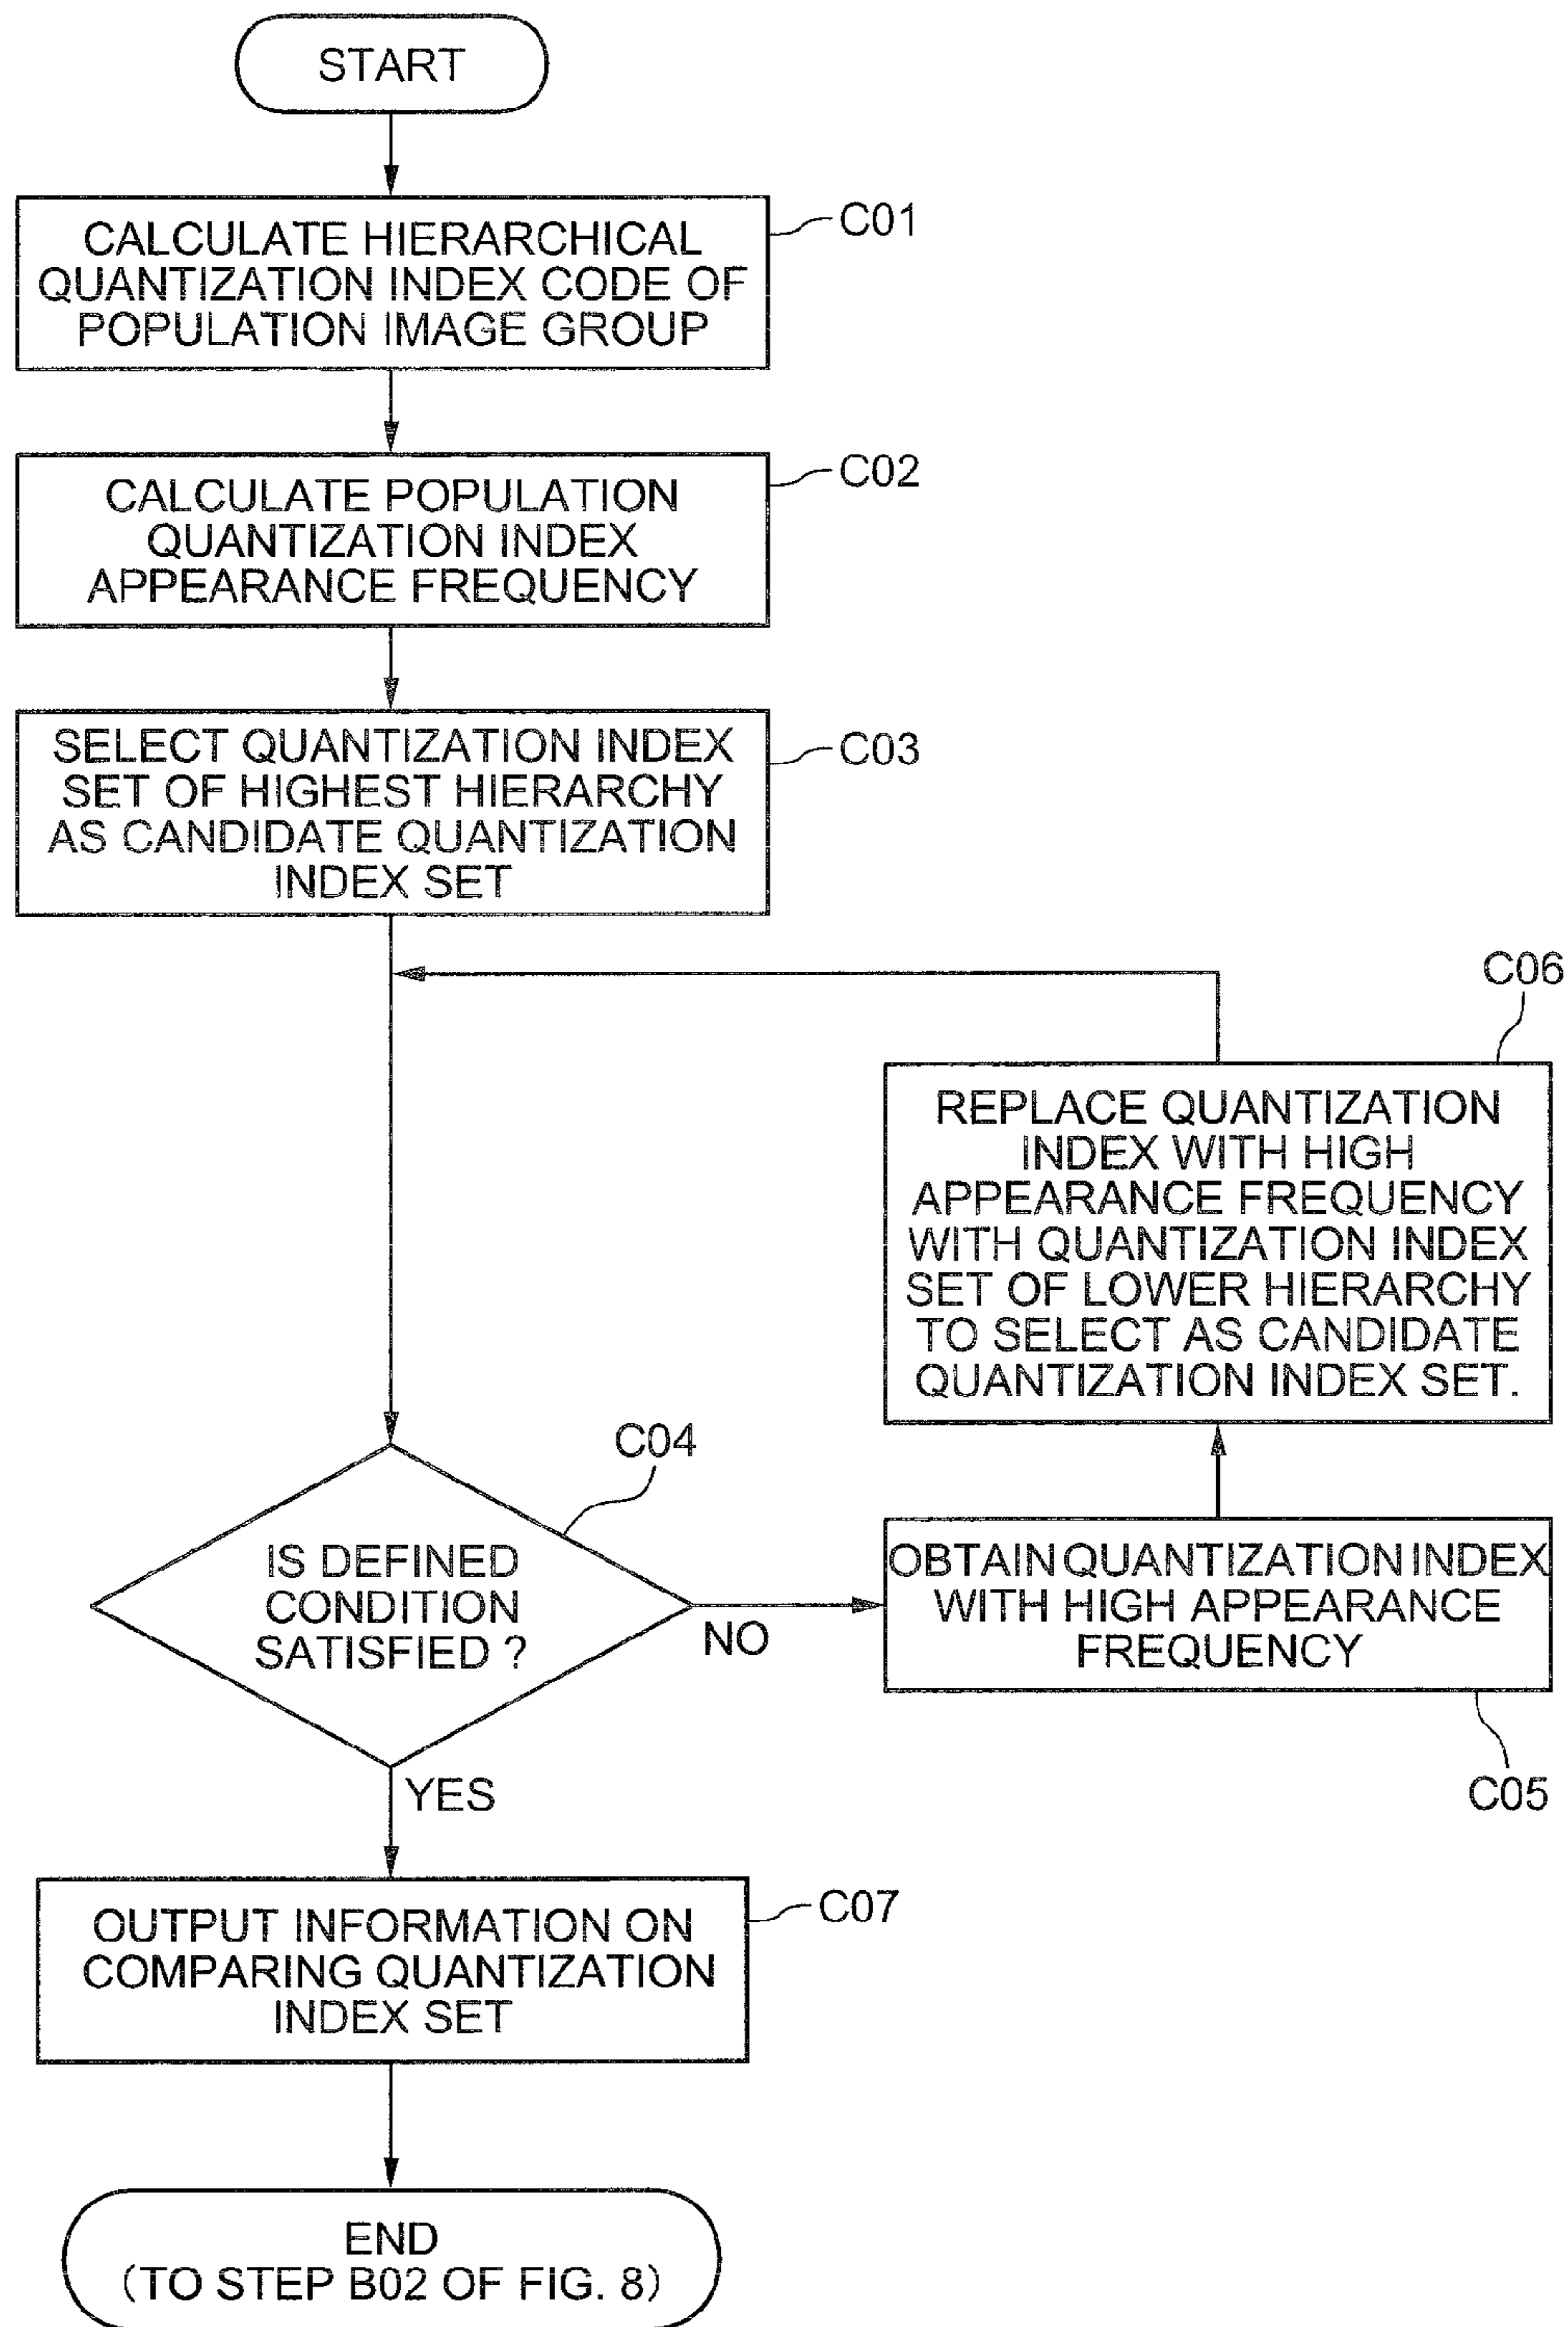 START
CALCULATE HIERARCHICAL
QUANTIZATION INDEX CODE OF
POPULATION IMAGE GROUP
C01
CALCULATE POPULATION
QUANTIZATION INDEX
APPEARANCE FREQUENCY
C02
SELECT QUANTIZATION INDEX
SET OF HIGHEST HIERARCHY
AS CANDIDATE QUANTIZATION
INDEX SET
C03
IS DEFINED
CONDITION
SATISFIED ?
C04
NO
OBTAIN QUANTIZATION INDEX
WITH HIGH APPEARANCE
FREQUENCY
C05
REPLACE QUANTIZATION
INDEX WITH HIGH
APPEARANCE FREQUENCY
WITH QUANTIZATION INDEX
SET OF LOWER HIERARCHY
TO SELECT AS CANDIDATE
QUANTIZATION INDEX SET.
C06
YES
OUTPUT INFORMATION ON
COMPARING QUANTIZATION
INDEX SET
C07
END
(TO STEP B02 OF FIG. 8)